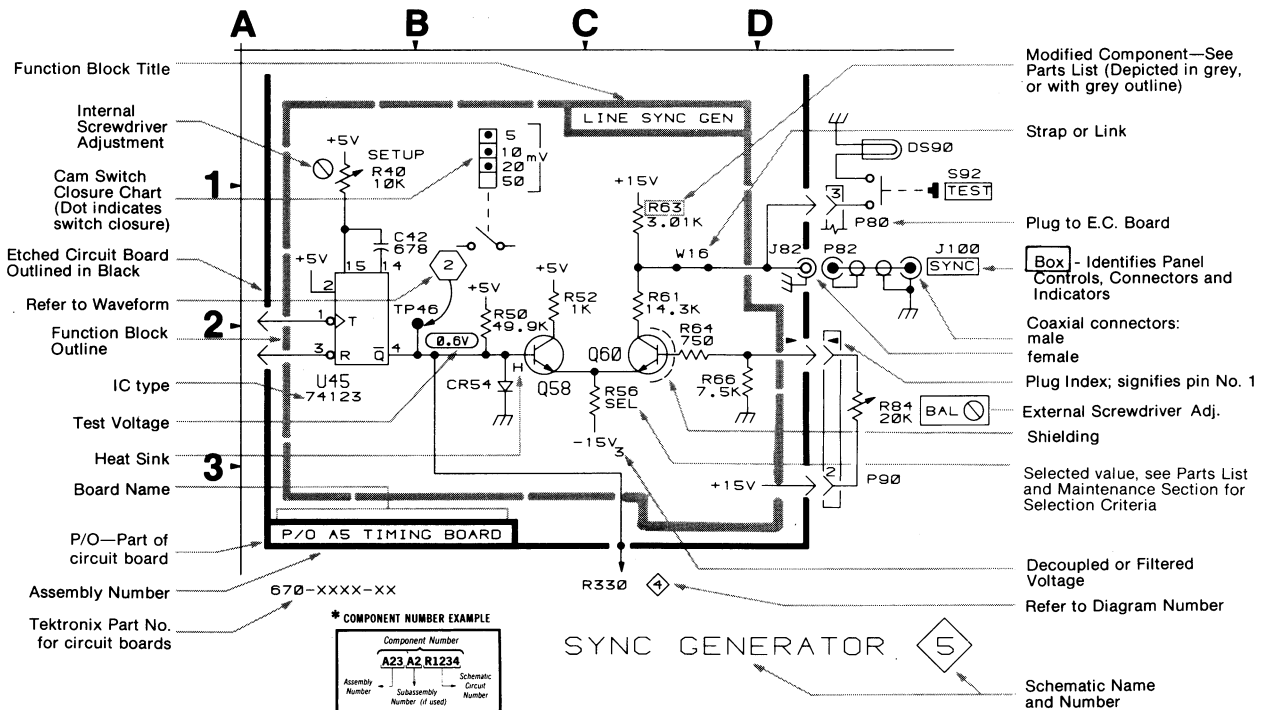 A
B
C
D
Function Block Title
Internal
Screwdriver
Adjustment
Cam Switch
Closure Chart
(Dot indicates
switch closure)
Etched Circuit Board
Outlined in Black
Refer to Waveform
Function Block
Outline
IC type
Test Voltage
Heat Sink
Board Name
P/O—Part of
circuit board
Assembly Number
Tektronix Part No.
for circuit boards
1
2
3
LINE SYNC GEN
+5V
SETUP
R40
10K
5
10
20
50
mV
C42
678
+5V
15
14
2
1
T
3
R
Q
4
U45
74123
2
TP46
0.6V
+5V
R50
49.9K
CR54
H
+5V
R52
1K
Q58
Q60
R56
SEL
-15V
3
+15V
R63
3.01K
W16
R61
14.3K
R64
750
R66
7.5K
+15V
P/O A5 TIMING BOARD
670-XXXX-XX
R330
4
DS90
S92
TEST
3
P80
J82
P82
J100
SYNC
R84
20K
BAL
2
P90
Modified Component—See
Parts List (Depicted in grey,
or with grey outline)
Strap or Link
Plug to E.C. Board
Box - Identifies Panel
Controls, Connectors and
Indicators
Coaxial connectors:
male
female
Plug Index; signifies pin No. 1
External Screwdriver Adj.
Shielding
Selected value, see Parts List
and Maintenance Section for
Selection Criteria
Decoupled or Filtered
Voltage
Refer to Diagram Number
* COMPONENT NUMBER EXAMPLE
Component Number
A23 A2 R1234
Assembly
Number
Subassembly
Number (if used)
Schematic
Circuit
Number
SYNC GENERATOR
5
Schematic Name
and Number